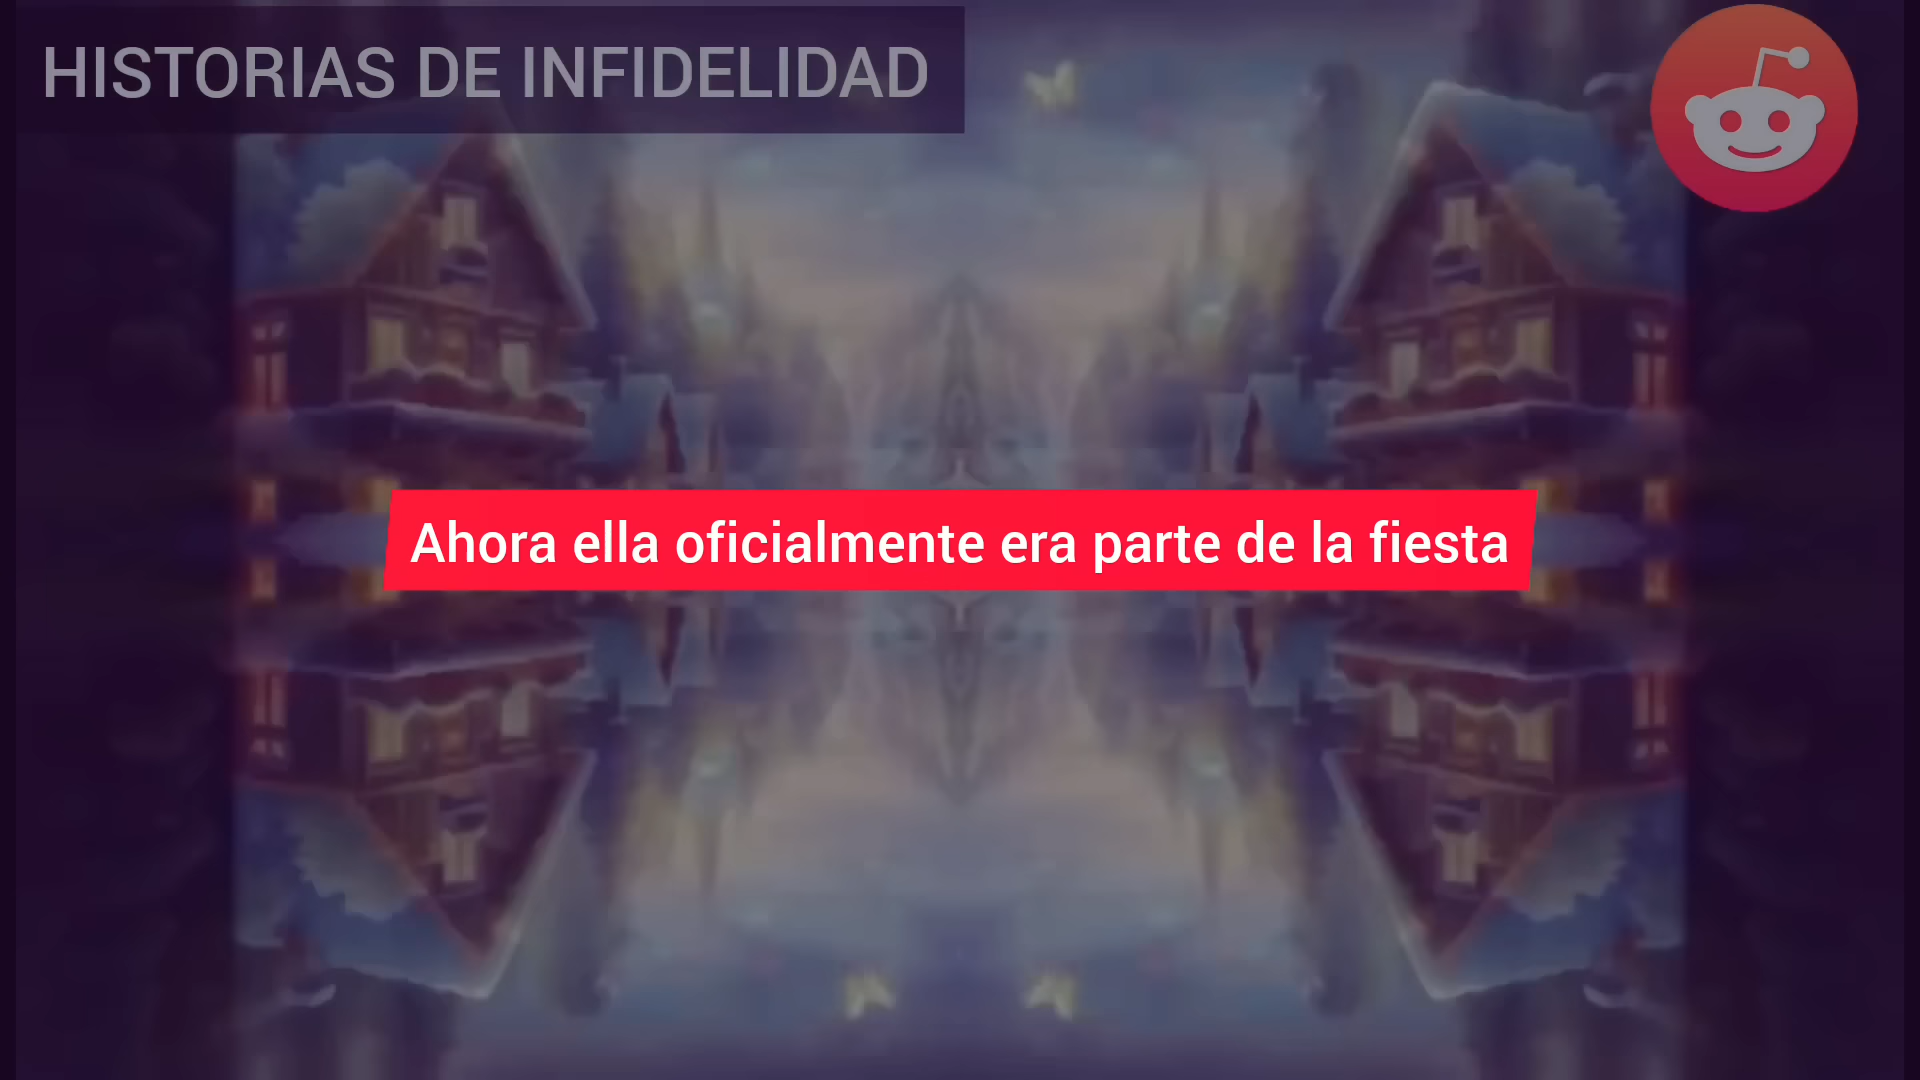 HISTORIAS DE INFIDELIDAD
Ahora ella oficialmente era parte de la fiesta